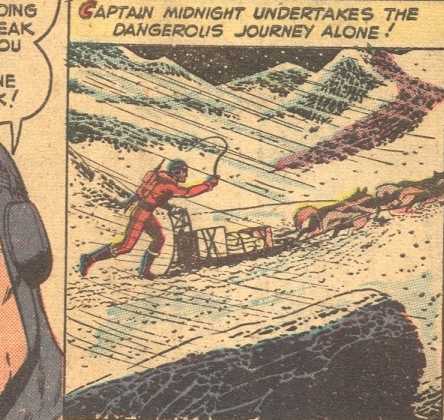 OING
EAK
OU
NE
K!
CAPTAIN MIDNIGHT UNDERTAKES THE
DANGEROUS JOURNEY ALONE!